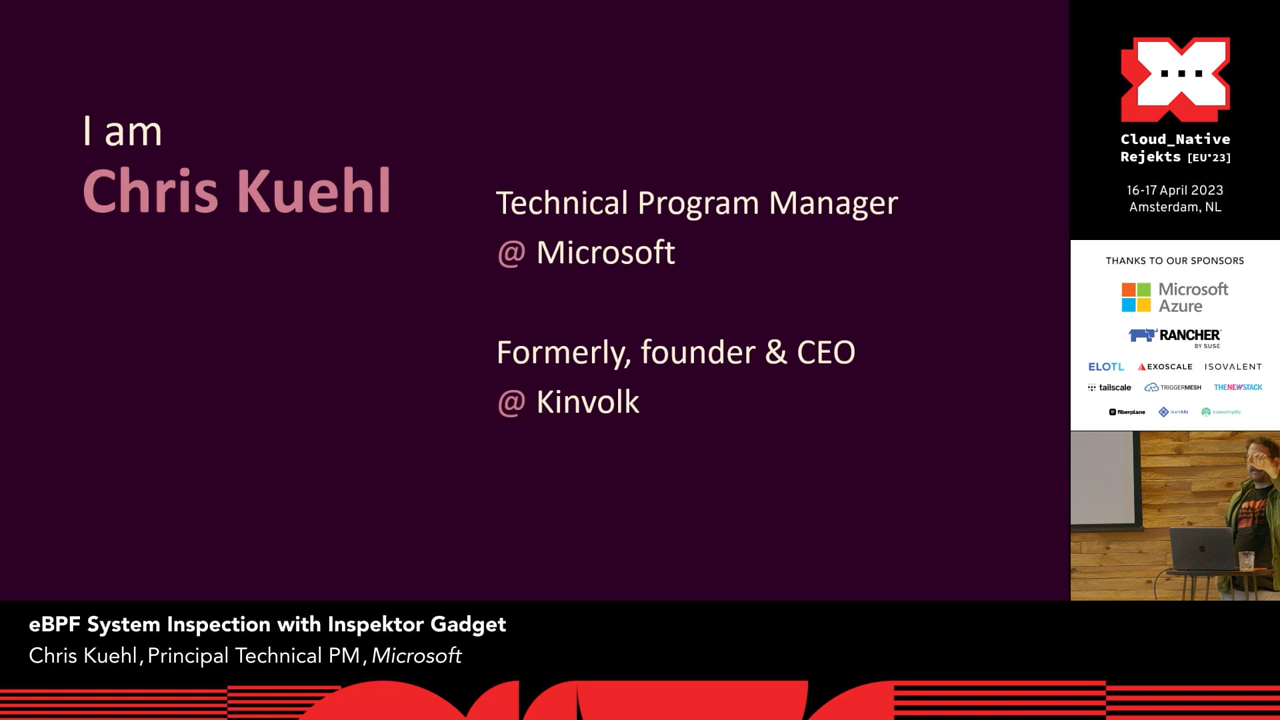 I am
Chris Kuehl
Technical Program Manager
@ Microsoft
Formerly, founder & CEO
@ Kinvolk
Cloud_Native
Rejekts [EU*23]
16-17 April 2023
Amsterdam, NL
THANKS TO OUR SPONSORS
Microsoft
Azure
RANCHER
BY SUSE
ELOTL EXOSCALE ISOVALENT
tailscale TRIGGERMESH THENEWSTACK
fiberplane
eBPF System Inspection with Inspektor Gadget
Chris Kuehl, Principal Technical PM, Microsoft